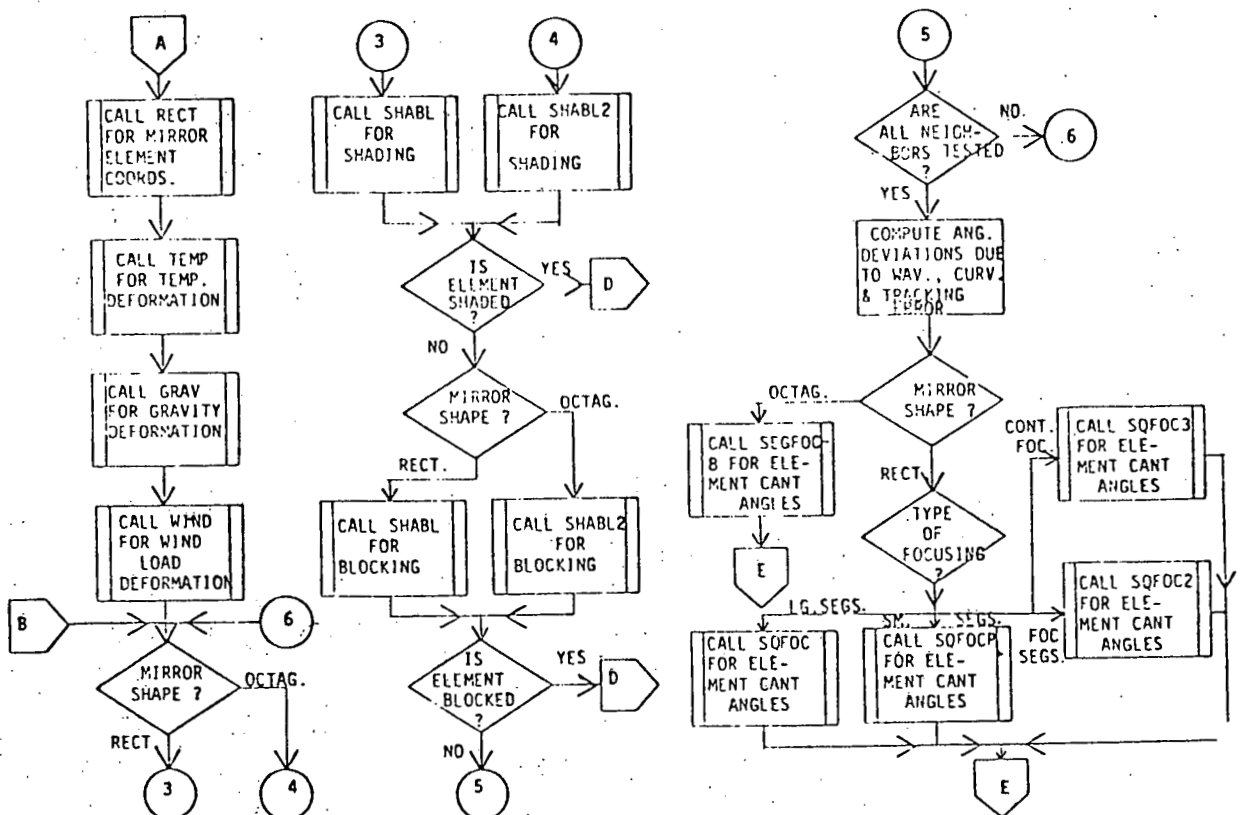 A
CALL RECT
FOR MIRROR
ELEMENT
COORDS.
CALL TEMP
FOR TEMP.
DEFORMATION
CALL GRAV
FOR GRAVITY
DEFORMATION
CALL WIND
FOR WIND
LOAD
DEFORMATION
B
6
MIRROR
SHAPE ?
OCTAG.
RECT
3
4
3
4
CALL SHABL
FOR
SHADING
CALL SHABL2
FOR
SHADING
IS
ELEMENT
SHADED
?
YES
D
NO
MIRROR
SHAPE ?
OCTAG.
RECT.
CALL SHABL
FOR
BLOCKING
CALL SHABL2
FOR
BLOCKING
IS
ELEMENT
BLOCKED
?
YES
D
NO
5
5
ARE
ALL NEIGH-
BORS TESTED
?
NO.
6
YES
COMPUTE ANG.
DEVIATIONS DUE
TO WAV., CURV.
& TRACKING
ERROR
MIRROR
SHAPE ?
OCTAG.
CALL SEGFOC-
8 FOR ELE-
MENT CANT
ANGLES
E
RECT
TYPE
OF
FOCUSING
?
CONT.
FOC.
CALL SQFOC3
FOR ELE-
MENT CANT
ANGLES
CALL SQFOC2
FOR ELE-
MENT CANT
ANGLES
FOC
SEGS.
LG.SEGS.
SM. SEGS.
CALL SQFOC
FOR ELE-
MENT CANT
ANGLES
CALL SQFOCP
FOR ELE-
MENT CANT
ANGLES
E